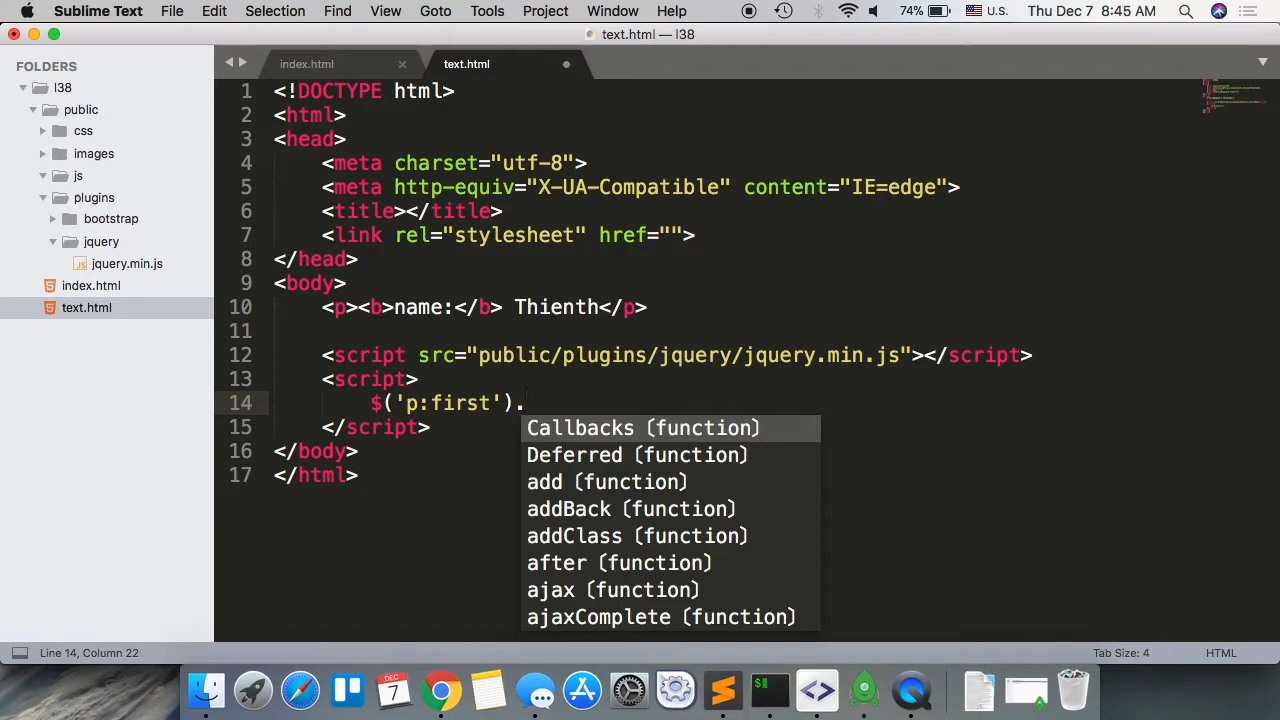 Sublime Text File Edit Selection Find View Goto Tools Project Window Help 74% U.S. Thu Dec 7 8:45 AM
text.html — l38
FOLDERS
l38
public
css
images
js
plugins
bootstrap
jquery
jquery.min.js
index.html
text.html
index.html text.html
1 <!DOCTYPE html>
2 <html>
3 <head>
4 <meta charset="utf-8">
5 <meta http-equiv="X-UA-Compatible" content="IE=edge">
6 <title></title>
7 <link rel="stylesheet" href="">
8 </head>
9 <body>
10 <p><b>name:</b> Thienth</p>
11
12 <script src="public/plugins/jquery/jquery.min.js"></script>
13 <script>
14 $('p:first').
15 </script>
16 </body>
17 </html>
Callbacks (function)
Deferred (function)
add (function)
addBack (function)
addClass (function)
after (function)
ajax (function)
ajaxComplete (function)
Line 14, Column 22 Tab Size: 4 HTML
DEC
7